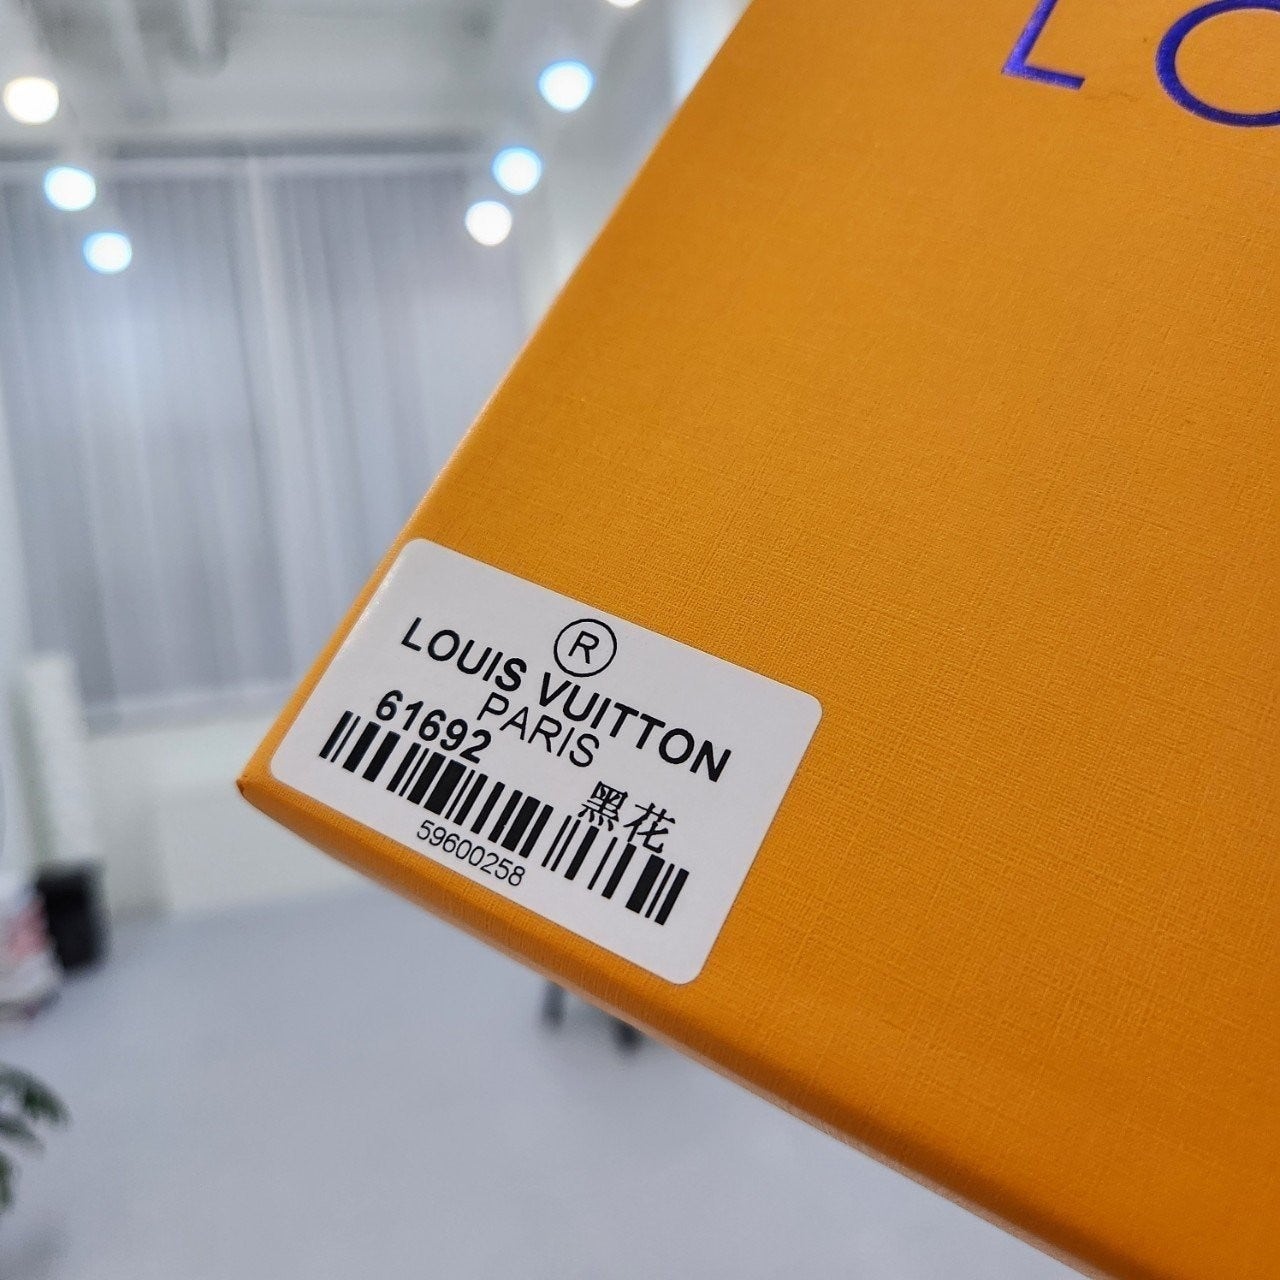 LO
®
LOUIS VUITTON
PARIS
61692
黑花
59600258